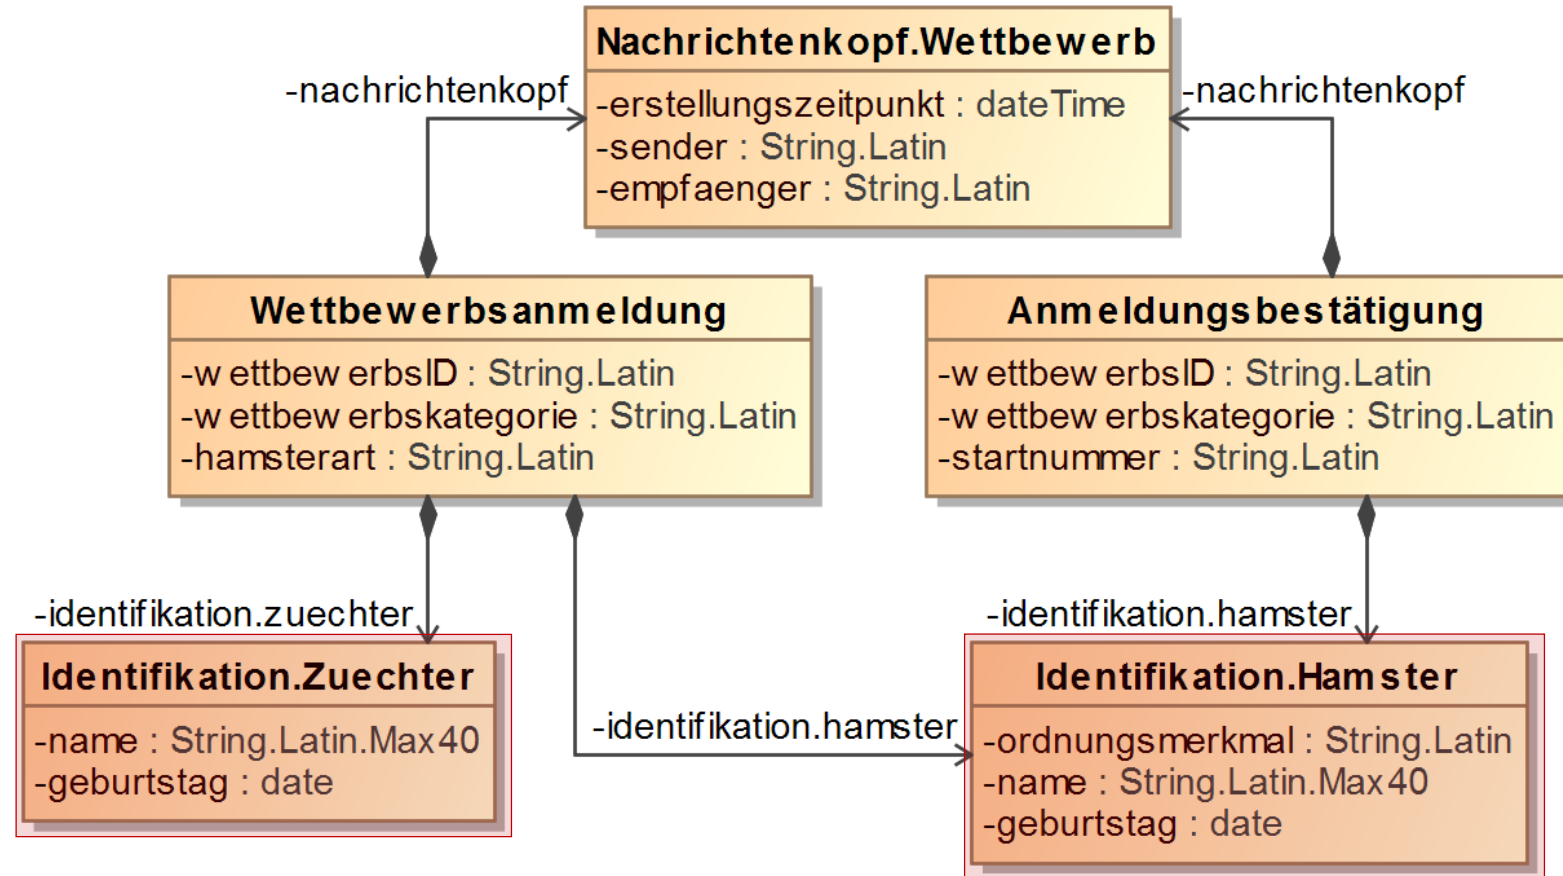 Nachrichtenkopf.Wettbewerb
-nachrichtenkopf
-nachrichtenkopf
-erstellungszeitpunkt : dateTime
-sender : String.Latin
-empfaenger : String.Latin
Wettbewerbsanmeldung
-wettbewerbsID : String.Latin
-wettbewerbskategorie : String.Latin
-hamsterart : String.Latin
Anmeldungsbestätigung
-wettbewerbsID : String.Latin
-wettbewerbskategorie : String.Latin
-startnummer : String.Latin
-identifikation.zuechter
-identifikation.hamster
-identifikation.hamster
Identifikation.Zuechter
-name : String.Latin.Max40
-geburtstag : date
Identifikation.Hamster
-ordnungsmerkmal : String.Latin
-name : String.Latin.Max40
-geburtstag : date